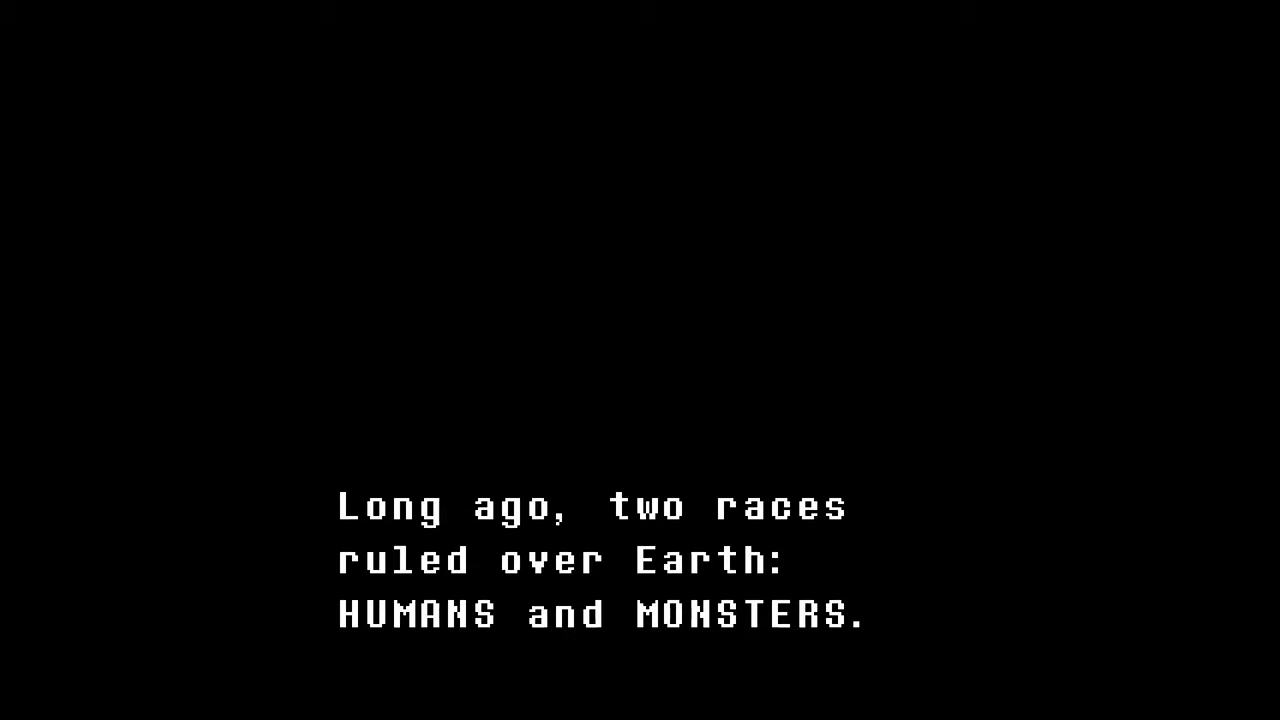 Long ago, two races
ruled over Earth:
HUMANS and MONSTERS.